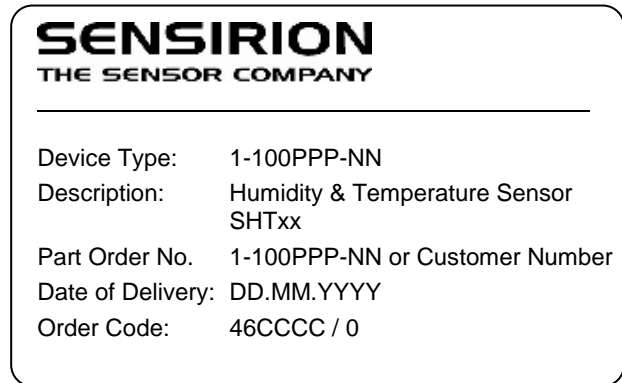 SENSIRION
THE SENSOR COMPANY
Device Type: 1-100PPP-NN
Description: Humidity & Temperature Sensor
SHTxx
Part Order No. 1-100PPP-NN or Customer Number
Date of Delivery: DD.MM.YYYY
Order Code: 46CCCC / 0